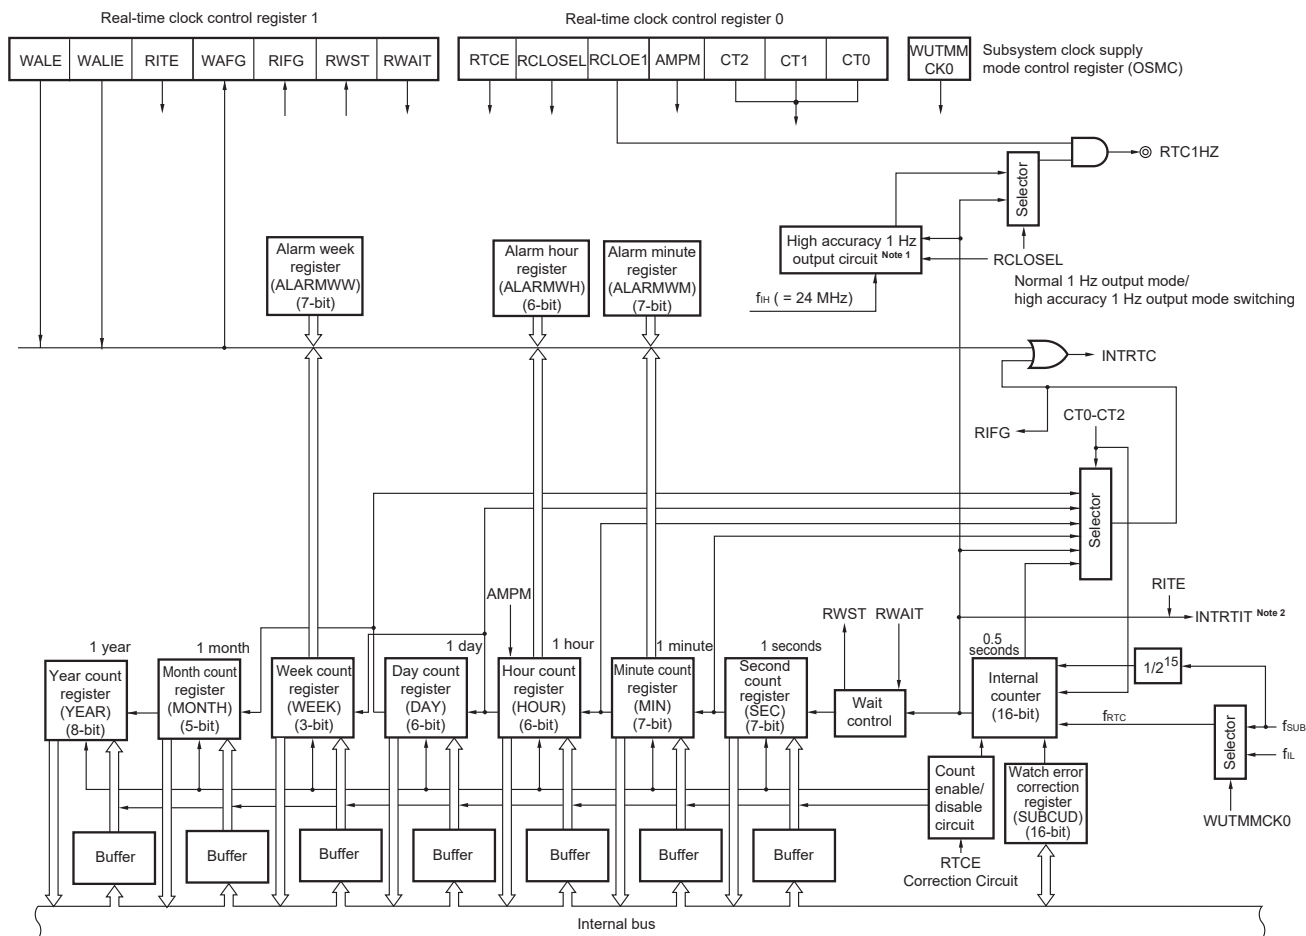 Real-time clock control register 1
Real-time clock control register 0
WALE WALIE RITE WAFG RIFG RWST RWAIT
RTCE RCLOSEL RCLOE1 AMPM CT2 CT1 CT0
WUTMM
CK0
Subsystem clock supply
mode control register (OSMC)
RTC1HZ
Selector
High accuracy 1 Hz
output circuit Note 1
RCLOSEL
Normal 1 Hz output mode/
high accuracy 1 Hz output mode switching
fIH ( = 24 MHz)
Alarm week
register
(ALARMWW)
(7-bit)
Alarm hour
register
(ALARMWH)
(6-bit)
Alarm minute
register
(ALARMWM)
(7-bit)
INTRTC
RIFG
CT0-CT2
Selector
RITE
INTRTIT Note 2
AMPM
RWST RWAIT
1 year
1 month
1 day
1 hour
1 minute
1 seconds
0.5
seconds
Year count
register
(YEAR)
(8-bit)
Month count
register
(MONTH)
(5-bit)
Week count
register
(WEEK)
(3-bit)
Day count
register
(DAY)
(6-bit)
Hour count
register
(HOUR)
(6-bit)
Minute count
register
(MIN)
(7-bit)
Second
count
register
(SEC)
(7-bit)
Wait
control
Internal
counter
(16-bit)
1/2^15
fRTC
Selector
fSUB
fIL
WUTMMCK0
Count
enable/
disable
circuit
Watch error
correction
register
(SUBCUD)
(16-bit)
RTCE
Correction Circuit
Buffer
Buffer
Buffer
Buffer
Buffer
Buffer
Buffer
Internal bus